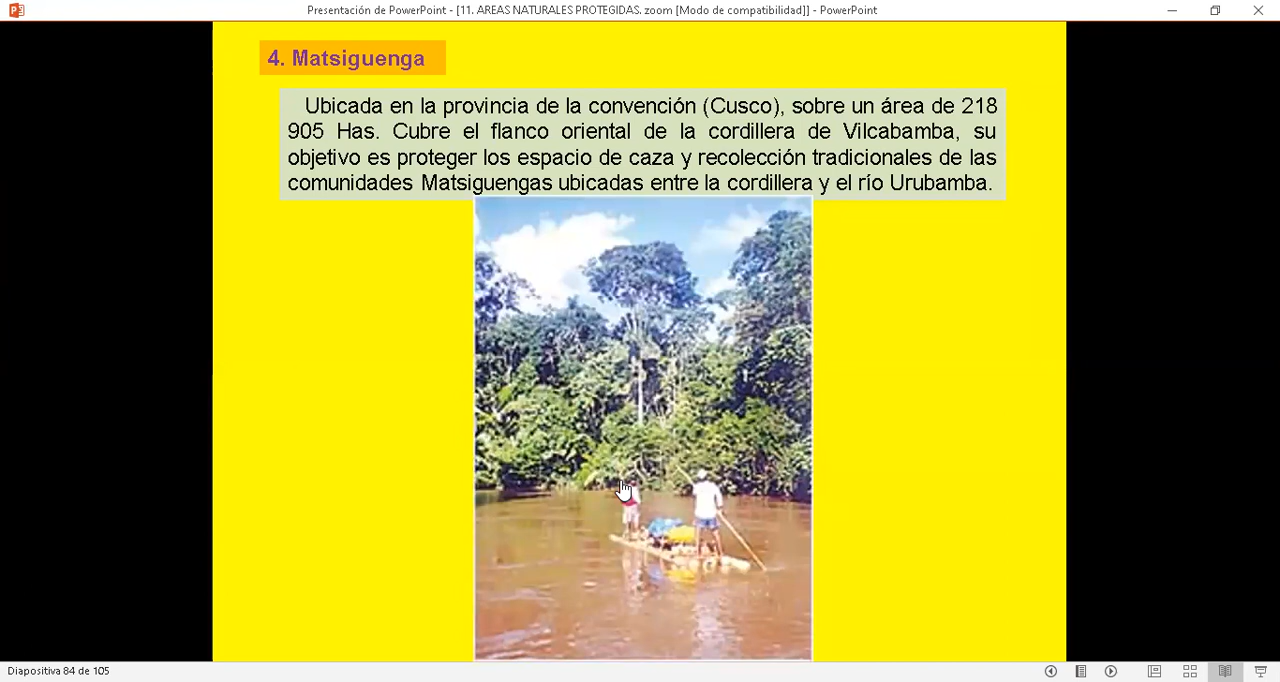 Presentación de PowerPoint - [11. AREAS NATURALES PROTEGIDAS. zoom [Modo de compatibilidad]] - PowerPoint
4. Matsiguenga
Ubicada en la provincia de la convención (Cusco), sobre un área de 218
905 Has. Cubre el flanco oriental de la cordillera de Vilcabamba, su
objetivo es proteger los espacio de caza y recolección tradicionales de las
comunidades Matsiguengas ubicadas entre la cordillera y el río Urubamba.
Diapositiva 84 de 105